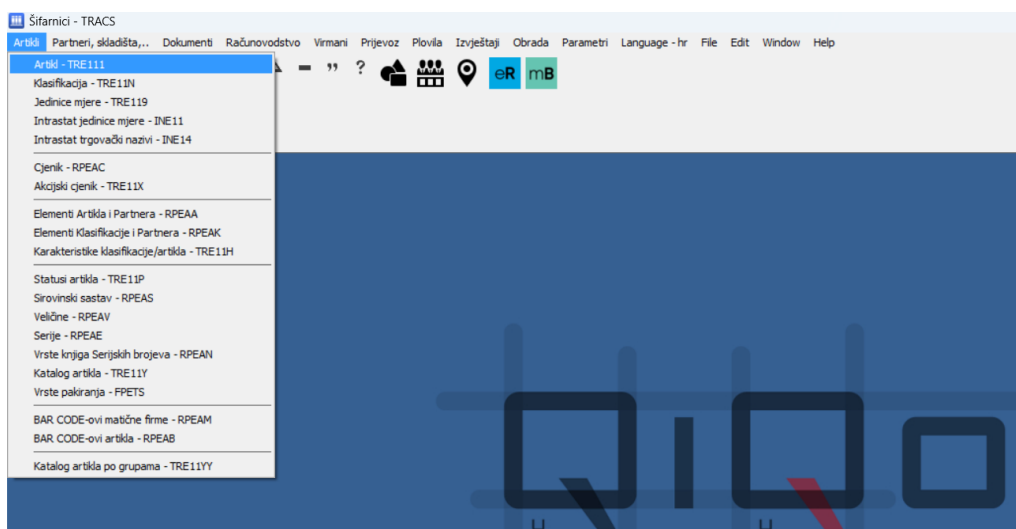 Šifarnici - TRACS
Artikli Partneri, skladišta,.. Dokumenti Računovodstvo Virmani Prijevoz Plovila Izvještaji Obrada Parametri Language - hr File Edit Window Help
Artikl - TRE111
Klasifikacija - TRE11N
Jedinice mjere - TRE119
Intrastat jedinice mjere - INE11
Intrastat trgovački nazivi - INE14
Cjenik - RPEAC
Akcijski cjenik - TRE11X
Elementi Artikla i Partnera - RPEAA
Elementi Klasifikacije i Partnera - RPEAK
Karakteristike klasifikacije/artikla - TRE11H
Statusi artikla - TRE11P
Sirovinski sastav - RPEAS
Veličine - RPEAV
Serije - RPEAE
Vrste knjiga Serijskih brojeva - RPEAN
Katalog artikla - TRE11Y
Vrste pakiranja - FPETS
BAR CODE-ovi matične firme - RPEAM
BAR CODE-ovi artikla - RPEAB
Katalog artikla po grupama - TRE11YY
? eR mB
QiQo
H H